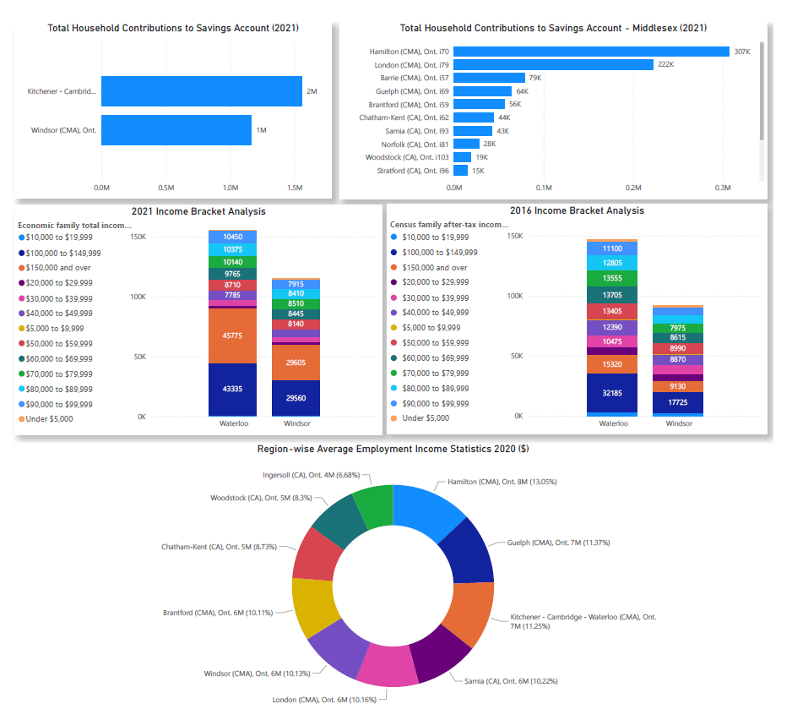 Total Household Contributions to Savings Account (2021)
Kitchener - Cambrid...
2M
Windsor (CMA), Ont.
1M
0.0M 0.5M 1.0M 1.5M
Total Household Contributions to Savings Account - Middlesex (2021)
Hamilton (CMA), Ont. i70 307K
London (CMA), Ont. i79 222K
Barrie (CMA), Ont. i57 79K
Guelph (CMA), Ont. i69 64K
Brantford (CMA), Ont. i59 56K
Chatham-Kent (CA), Ont. i62 44K
Sarnia (CA), Ont. i93 43K
Norfolk (CA), Ont. i81 28K
Woodstock (CA), Ont. i103 19K
Stratford (CA), Ont. i96 15K
0.0M 0.1M 0.2M 0.3M
2021 Income Bracket Analysis
Economic family total incom...
$10,000 to $19,999
$100,000 to $149,999
$150,000 and over
$20,000 to $29,999
$30,000 to $39,999
$40,000 to $49,999
$5,000 to $9,999
$50,000 to $59,999
$60,000 to $69,999
$70,000 to $79,999
$80,000 to $89,999
$90,000 to $99,999
Under $5,000
150K
100K
50K
0K
10450
10375
10140
9765
8710
7785
45775
43335
Waterloo
7915
8410
8510
8445
8140
29605
29560
Windsor
2016 Income Bracket Analysis
Census family after-tax incom...
$10,000 to $19,999
$100,000 to $149,999
$150,000 and over
$20,000 to $29,999
$30,000 to $39,999
$40,000 to $49,999
$5,000 to $9,999
$50,000 to $59,999
$60,000 to $69,999
$70,000 to $79,999
$80,000 to $89,999
$90,000 to $99,999
Under $5,000
150K
100K
50K
0K
11100
12805
13555
13705
13405
12390
10475
15320
32185
Waterloo
7975
8615
8990
8870
9130
17725
Windsor
Region-wise Average Employment Income Statistics 2020 ($)
Ingersoll (CA), Ont. 4M (6.68%)
Hamilton (CMA), Ont. 8M (13.05%)
Woodstock (CA), Ont. 5M (8.3%)
Guelph (CMA), Ont. 7M (11.37%)
Chatham-Kent (CA), Ont. 5M (8.73%)
Kitchener - Cambridge - Waterloo (CMA), Ont.
7M (11.25%)
Brantford (CMA), Ont. 6M (10.11%)
Windsor (CMA), Ont. 6M (10.13%)
Sarnia (CA), Ont. 6M (10.22%)
London (CMA), Ont. 6M (10.16%)